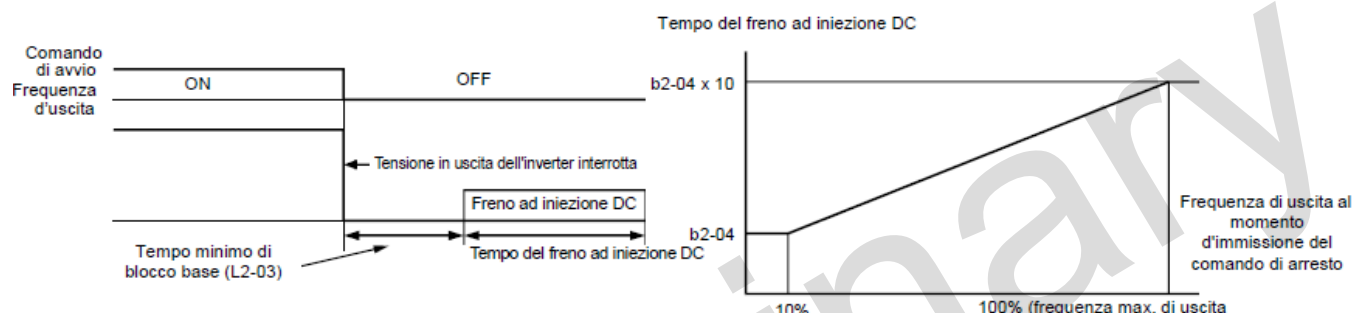 Comando
di avvio
Frequenza
d'uscita
ON
OFF
Tensione in uscita dell'inverter interrotta
Freno ad iniezione DC
Tempo minimo di
blocco base (L2-03)
Tempo del freno ad iniezione DC
Tempo del freno ad iniezione DC
b2-04 x 10
b2-04
10%
100% (frequenza max. di uscita
Frequenza di uscita al
momento
d'immissione del
comando di arresto
inary